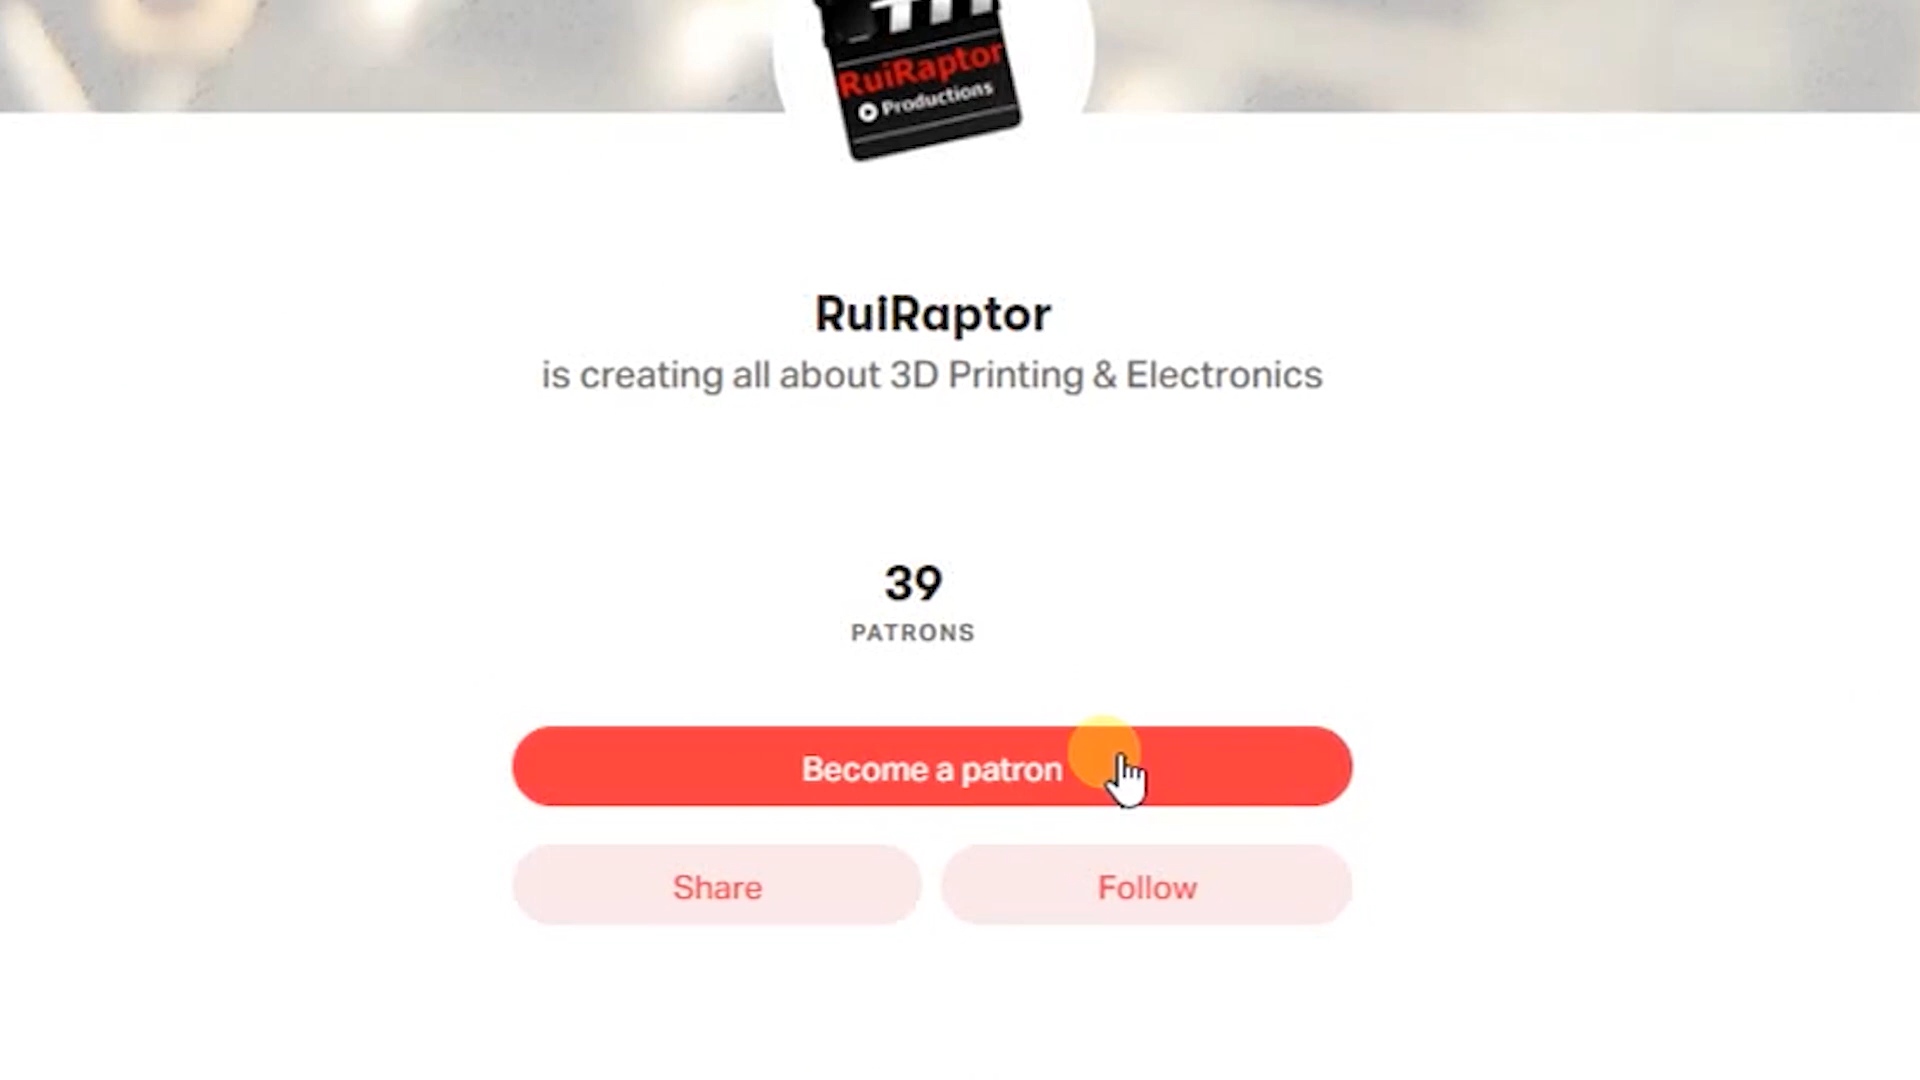 RuiRaptor
Productions
RuiRaptor
is creating all about 3D Printing & Electronics
39
PATRONS
Become a patron
Share
Follow